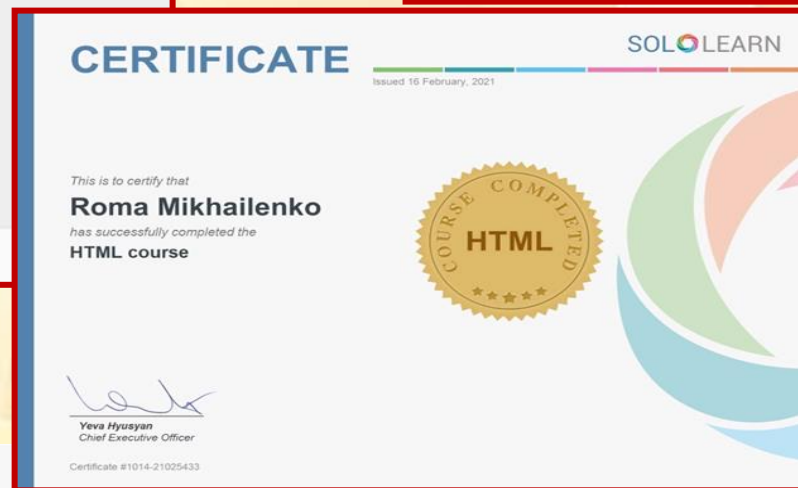 CERTIFICATE
SOLOLEARN
Issued 16 February, 2021
This is to certify that
Roma Mikhailenko
has successfully completed the
HTML course
COURSE COMPLETED
HTML
Yeva Hyusyan
Chief Executive Officer
Certificate #1014-21025433